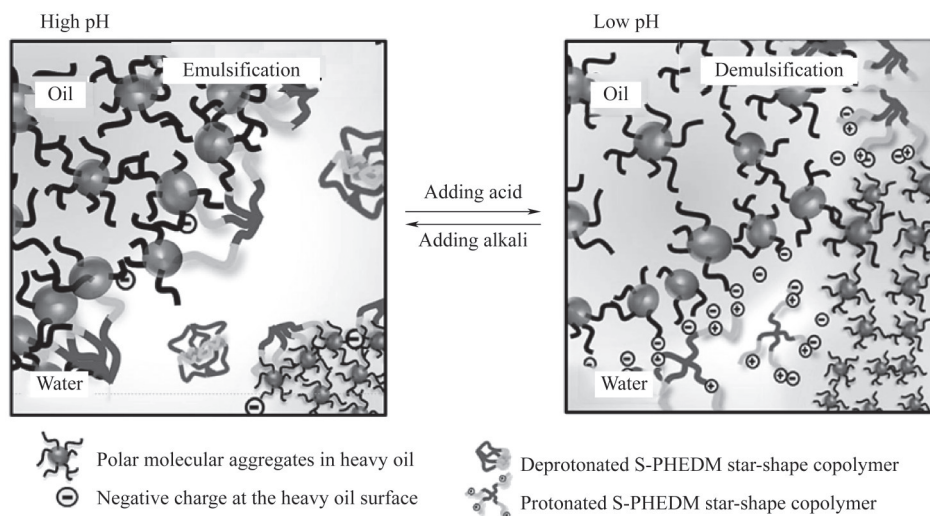 High pH
Low pH
Emulsification
Oil
Demulsification
Oil
Adding acid
Adding alkali
Water
Water
Polar molecular aggregates in heavy oil
Negative charge at the heavy oil surface
Deprotonated S-PHEDM star-shape copolymer
Protonated S-PHEDM star-shape copolymer